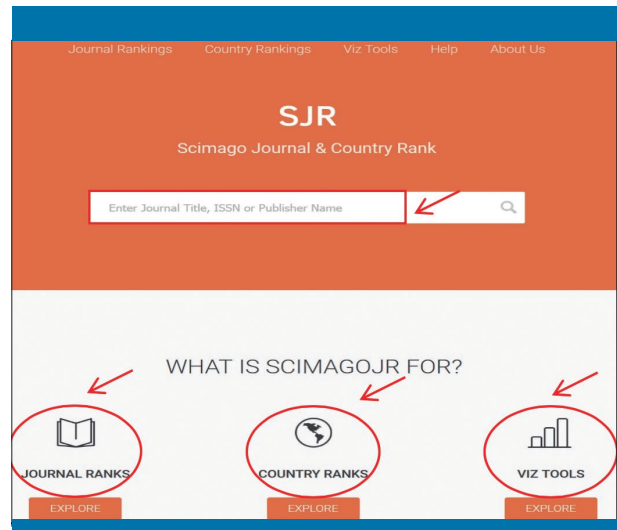 Journal Rankings Country Rankings Viz Tools Help About Us
SJR
Scimago Journal & Country Rank
Enter Journal Title, ISSN or Publisher Name
WHAT IS SCIMAGOJR FOR?
JOURNAL RANKS COUNTRY RANKS VIZ TOOLS
EXPLORE EXPLORE EXPLORE